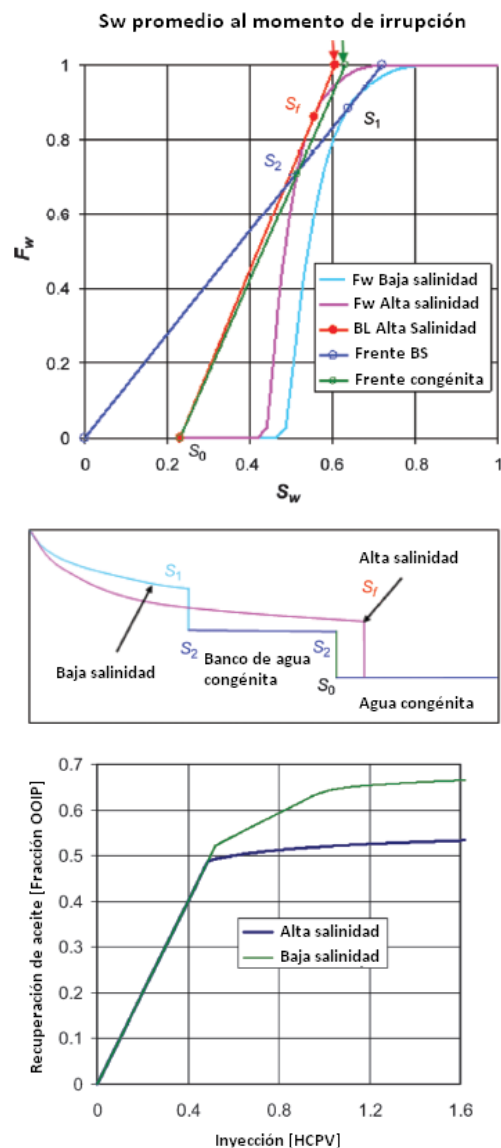 Sw promedio al momento de irrupción
1
0.8
0.6
0.4
0.2
0
Fw
Sf
S1
S2
S0
Fw Baja salinidad
Fw Alta salinidad
BL Alta Salinidad
Frente BS
Frente congénita
0
0.2
0.4
0.6
0.8
1
Sw
Alta salinidad
S1
Sf
Baja salinidad
S2
Banco de agua
congénita
S2
S0
Agua congénita
0.7
0.6
0.5
0.4
0.3
0.2
0.1
0
Recuperación de aceite [Fracción OOIP]
Alta salinidad
Baja salinidad
0
0.4
0.8
1.2
1.6
Inyección [HCPV]